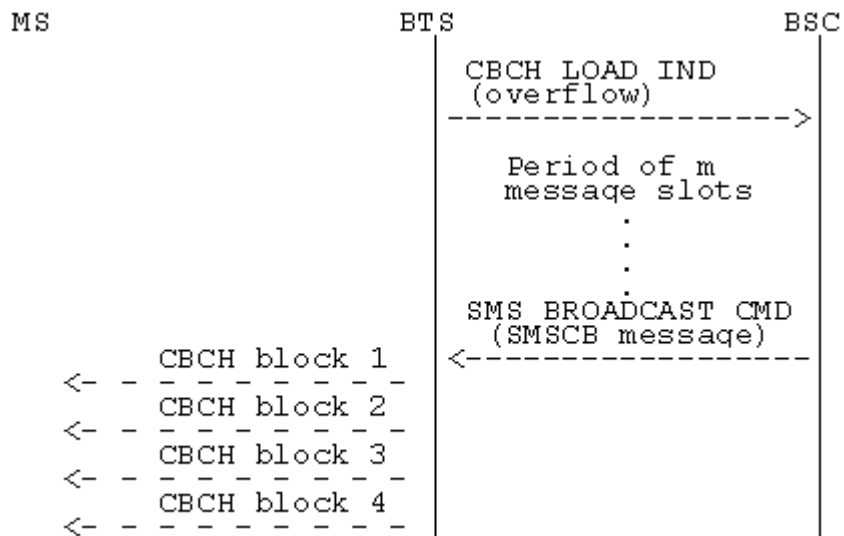 MS BTS BSC
CBCH LOAD IND
(overflow)
Period of m
message slots
.
.
.
.
SMS BROADCAST CMD
(SMSCB message)
CBCH block 1
CBCH block 2
CBCH block 3
CBCH block 4